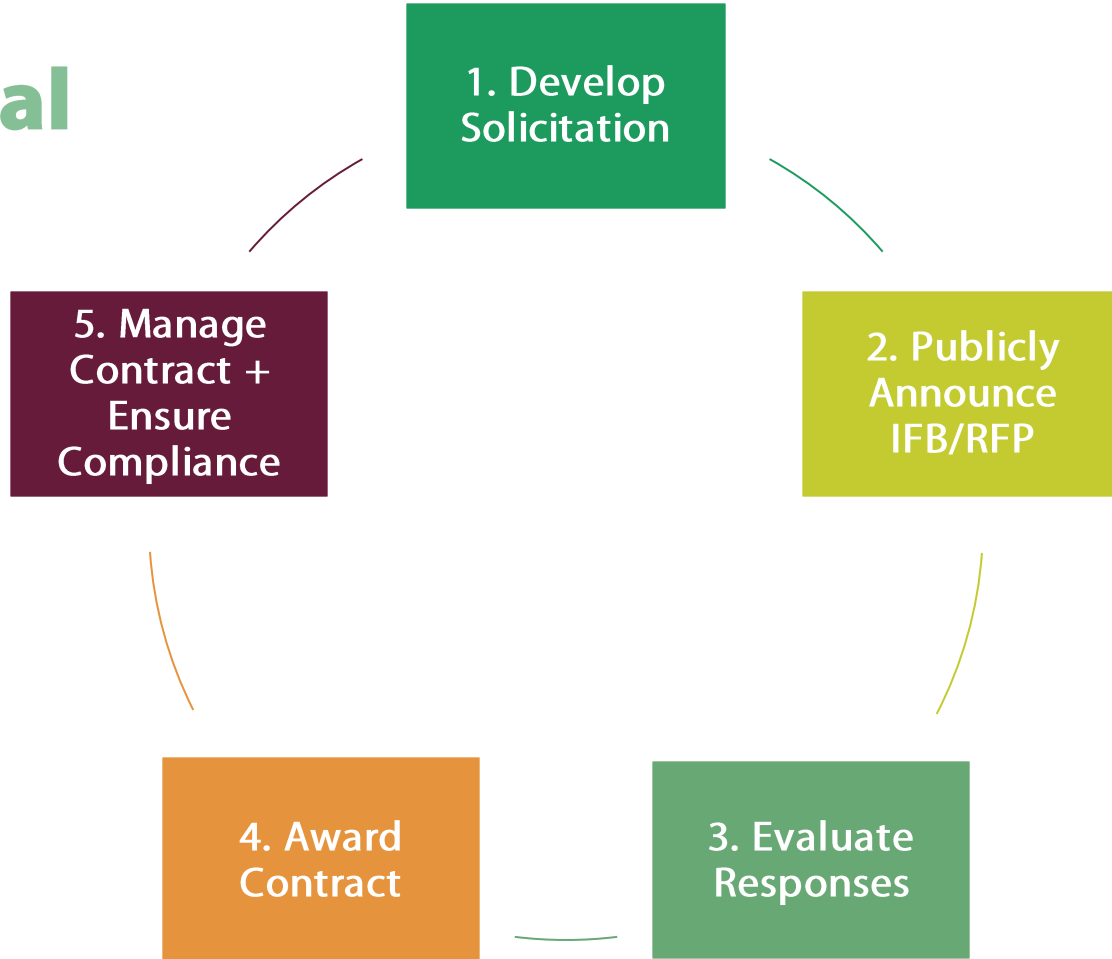 al
1. Develop
Solicitation
2. Publicly
Announce
IFB/RFP
3. Evaluate
Responses
4. Award
Contract
5. Manage
Contract +
Ensure
Compliance